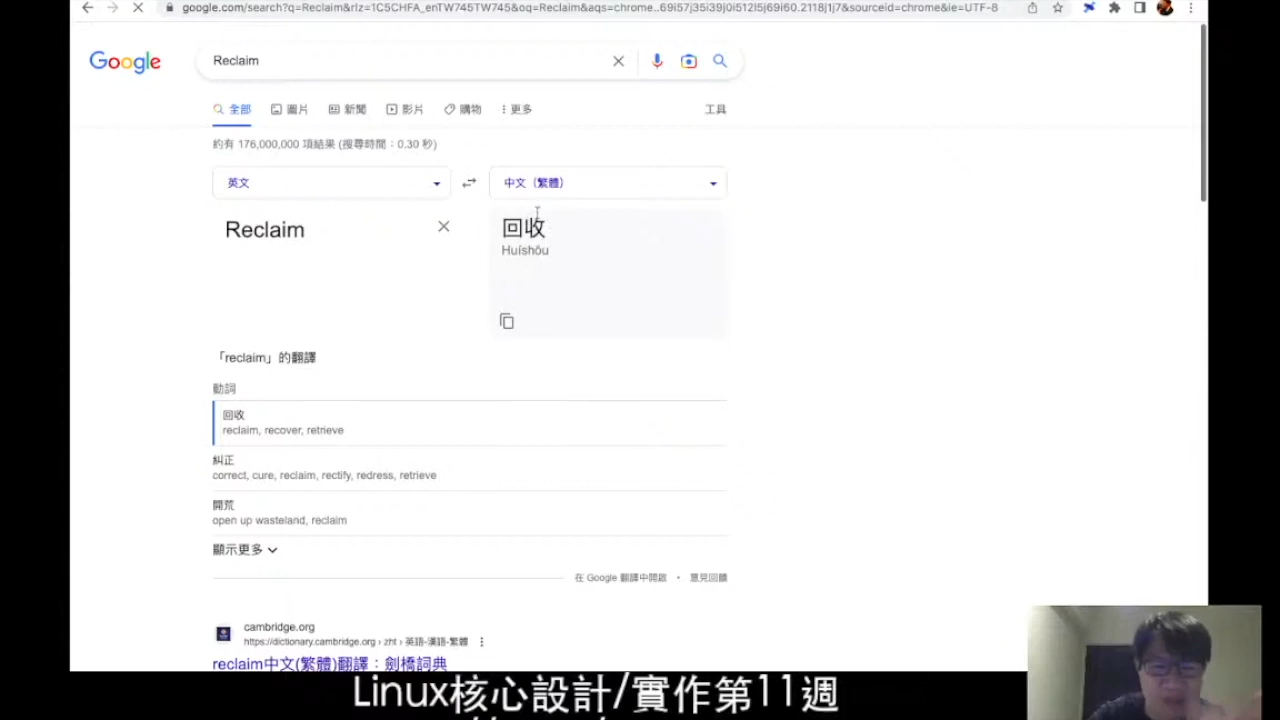 google.com/search?q=Reclaim&rlz=1C5CHFA_enTW745TW745&oq=Reclaim&aqs=chrome..69i57j35i39j0i512l5j69i60.2118j1j7&sourceid=chrome&ie=UTF-8
Google
Reclaim
全部 圖片 新聞 影片 購物 更多 工具
約有 176,000,000 項結果 (搜尋時間：0.30 秒)
英文 中文（繁體）
Reclaim 回收
Huíshōu
「reclaim」的翻譯
動詞
回收
reclaim, recover, retrieve
糾正
correct, cure, reclaim, rectify, redress, retrieve
開荒
open up wasteland, reclaim
顯示更多
在 Google 翻譯中開啟 • 意見回饋
cambridge.org
https://dictionary.cambridge.org › zht › 英語-漢語-繁體
reclaim中文(繁體)翻譯：劍橋詞典
Linux核心設計/實作第11週